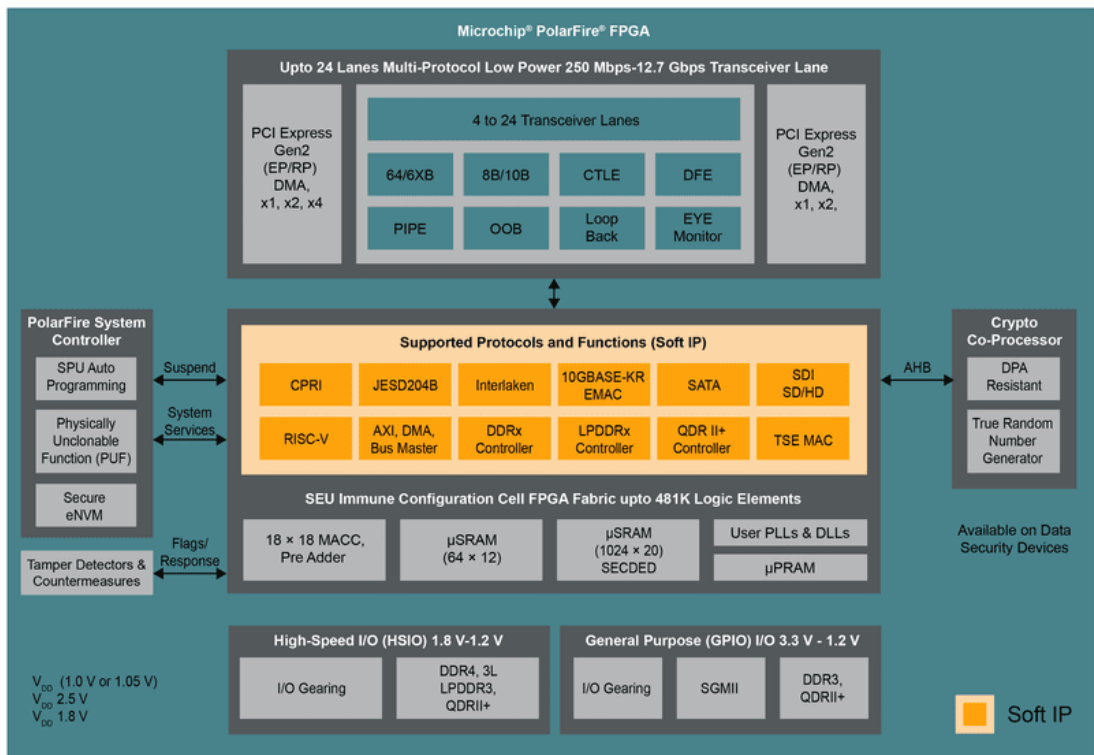 Microchip® PolarFire® FPGA
Upto 24 Lanes Multi-Protocol Low Power 250 Mbps-12.7 Gbps Transceiver Lane
PCI Express
Gen2
(EP/RP)
DMA,
x1, x2, x4
4 to 24 Transceiver Lanes
64/6XB
8B/10B
CTLE
DFE
PIPE
OOB
Loop
Back
EYE
Monitor
PCI Express
Gen2
(EP/RP)
DMA,
x1, x2,
PolarFire System
Controller
SPU Auto
Programming
Physically
Unclonable
Function (PUF)
Secure
eNVM
Tamper Detectors &
Countermeasures
Suspend
System
Services
Flags/
Response
Supported Protocols and Functions (Soft IP)
CPRI
JESD204B
Interlaken
10GBASE-KR
EMAC
SATA
SDI
SD/HD
RISC-V
AXI, DMA,
Bus Master
DDRx
Controller
LPDDRx
Controller
QDR II+
Controller
TSE MAC
SEU Immune Configuration Cell FPGA Fabric upto 481K Logic Elements
18 × 18 MACC,
Pre Adder
µSRAM
(64 × 12)
µSRAM
(1024 × 20)
SECDED
User PLLs & DLLs
µPRAM
AHB
Crypto
Co-Processor
DPA
Resistant
True Random
Number
Generator
Available on Data
Security Devices
High-Speed I/O (HSIO) 1.8 V-1.2 V
I/O Gearing
DDR4, 3L
LPDDR3,
QDRII+
General Purpose (GPIO) I/O 3.3 V - 1.2 V
I/O Gearing
SGMII
DDR3,
QDRII+
VDD (1.0 V or 1.05 V)
VDD 2.5 V
VDD 1.8 V
Soft IP